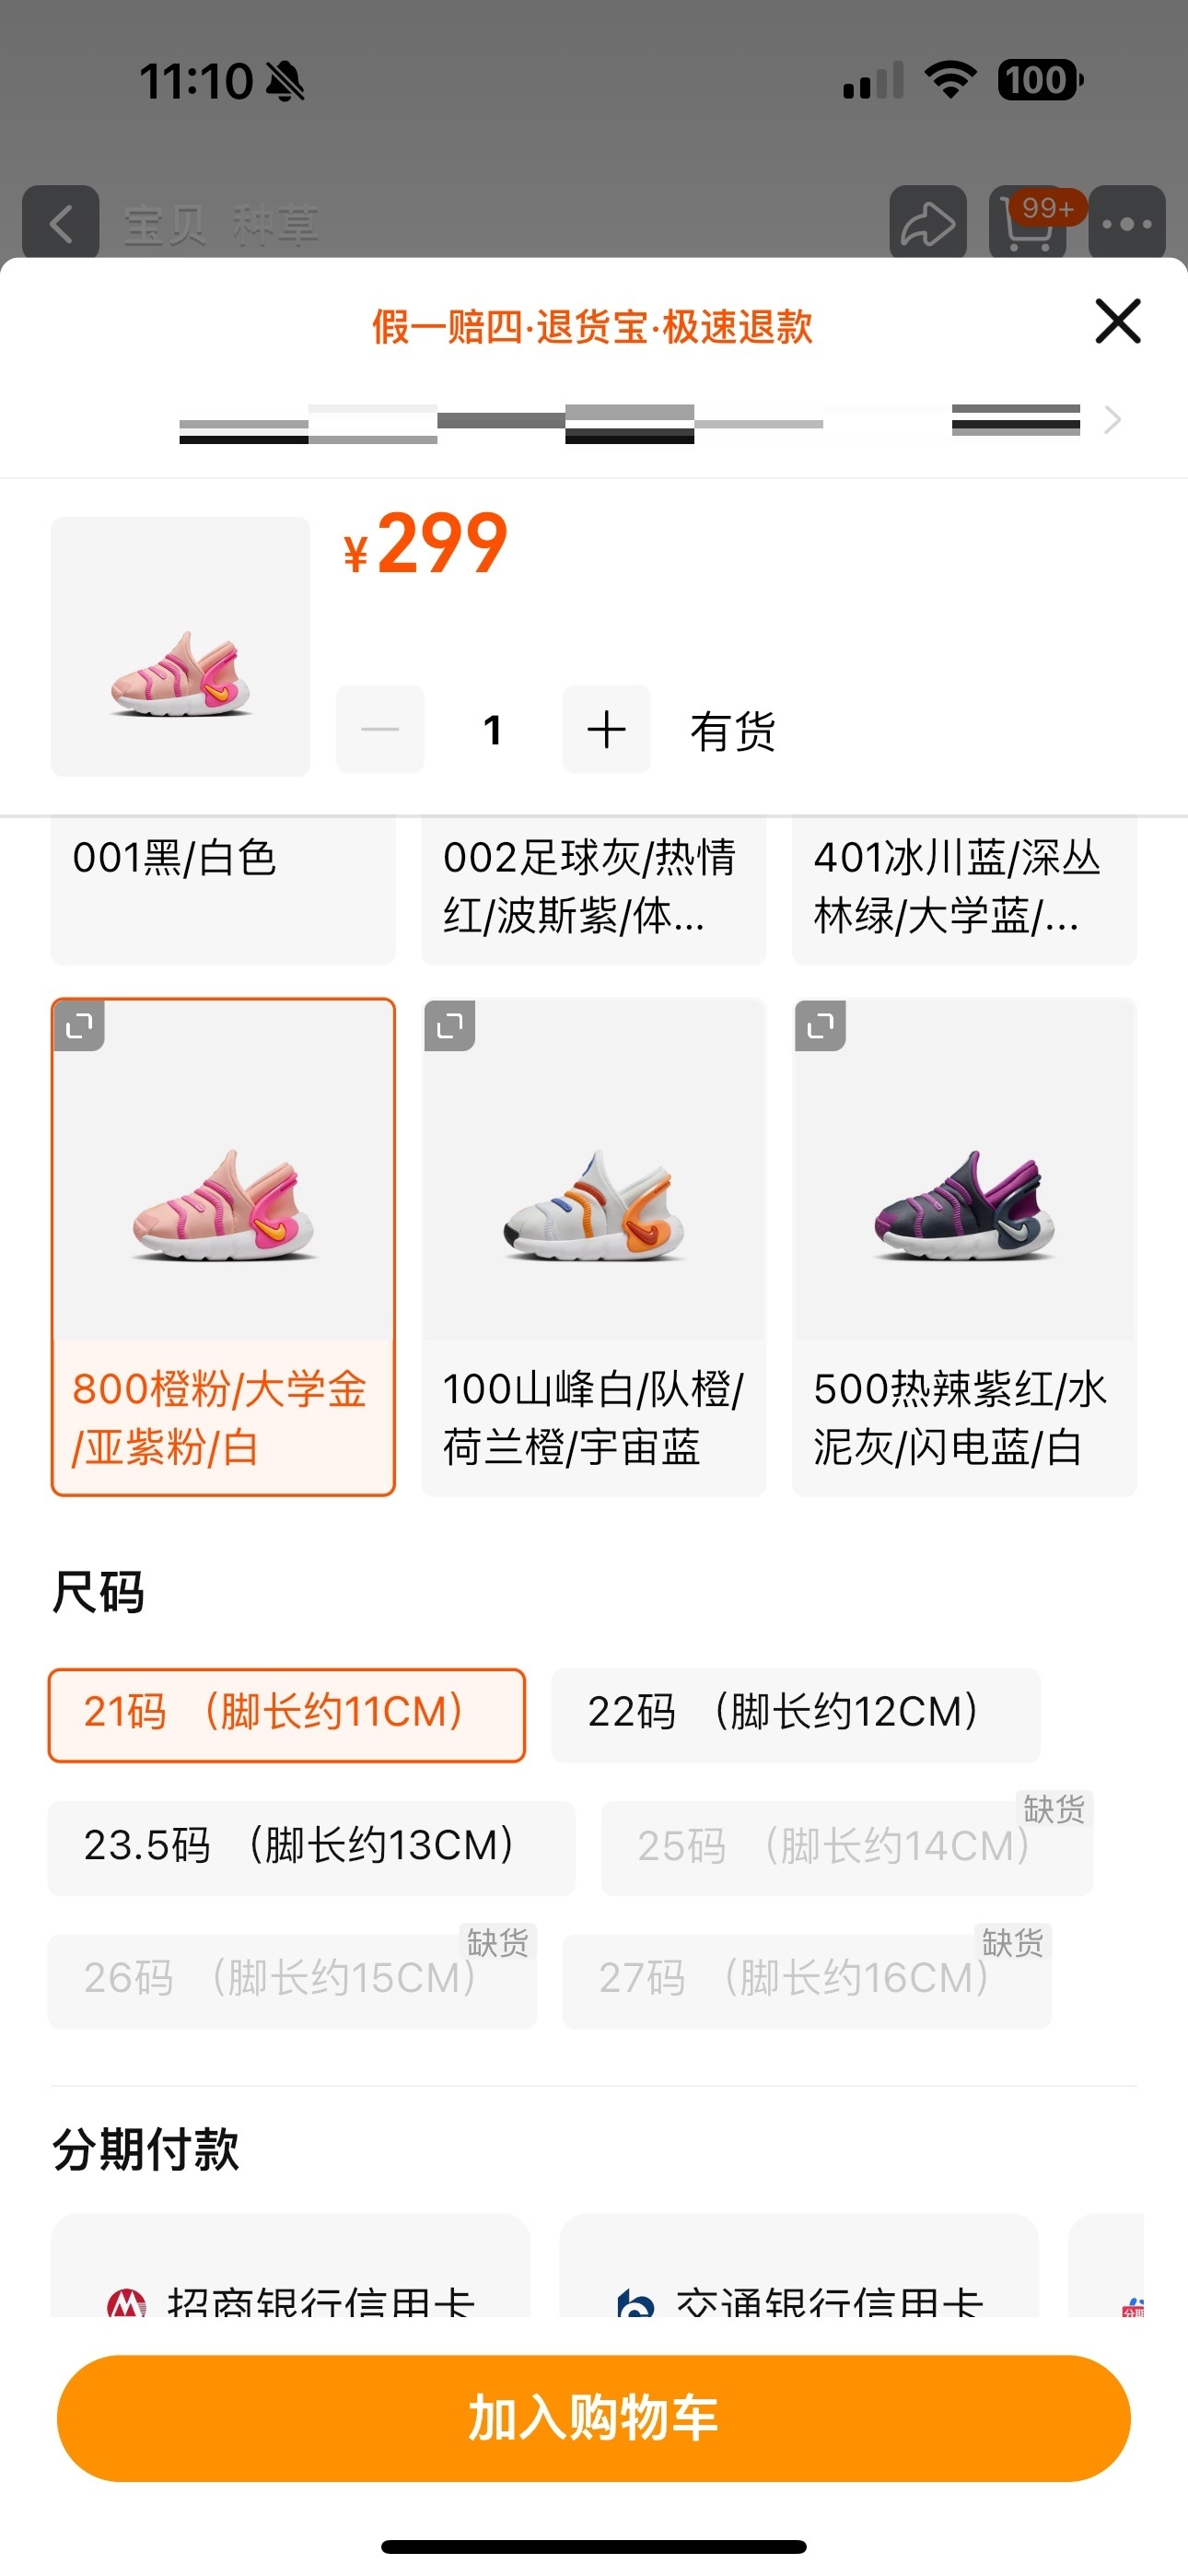 11:10
100
宝贝 种草
99+
假一赔四·退货宝·极速退款
¥299
1
有货
001黑/白色
002足球灰/热情
红/波斯紫/体...
401冰川蓝/深丛
林绿/大学蓝/...
800橙粉/大学金
/亚紫粉/白
100山峰白/队橙/
荷兰橙/宇宙蓝
500热辣紫红/水
泥灰/闪电蓝/白
尺码
21码 （脚长约11CM）
22码 （脚长约12CM）
23.5码 （脚长约13CM）
缺货
25码 （脚长约14CM）
缺货
26码 （脚长约15CM）
缺货
27码 （脚长约16CM）
分期付款
招商银行信用卡
交通银行信用卡
加入购物车